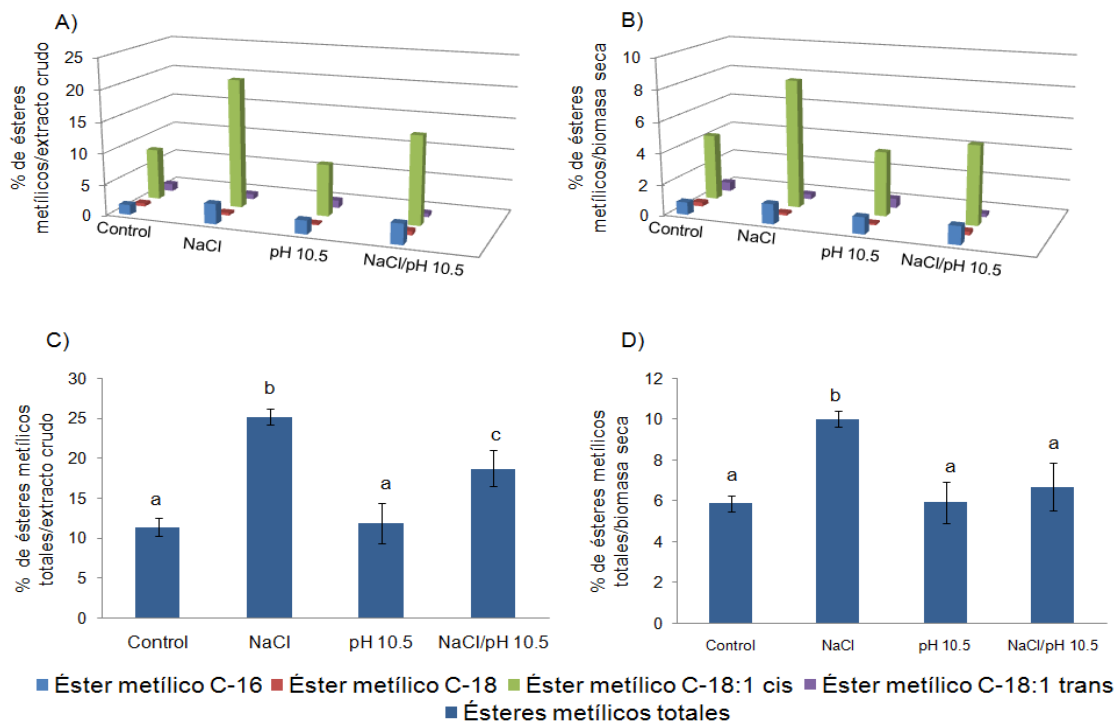 A)
% de ésteres
metílicos/extracto crudo
25
20
15
10
5
0
Control
NaCl
pH 10.5
NaCl/pH 10.5
B)
% de ésteres
metílicos/biomasa seca
10
8
6
4
2
0
Control
NaCl
pH 10.5
NaCl/pH 10.5
C)
% de ésteres metílicos
totales/extracto crudo
30
25
20
15
10
5
0
a
b
a
c
Control
NaCl
pH 10.5
NaCl/pH 10.5
D)
% de ésteres metílicos
totales/biomasa seca
12
10
8
6
4
2
0
a
b
a
a
Control
NaCl
pH 10.5
NaCl/pH 10.5
Éster metílico C-16 Éster metílico C-18 Éster metílico C-18:1 cis Éster metílico C-18:1 trans
Ésteres metílicos totales